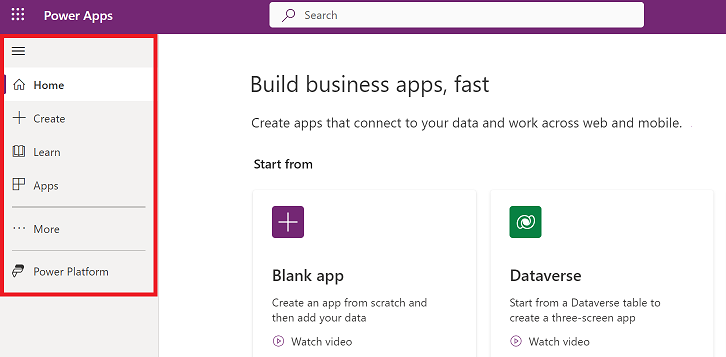 Power Apps
Search
Home
Create
Learn
Apps
More
Power Platform
Build business apps, fast
Create apps that connect to your data and work across web and mobile.
Start from
Blank app
Create an app from scratch and
then add your data
Watch video
Dataverse
Start from a Dataverse table to
create a three-screen app
Watch video